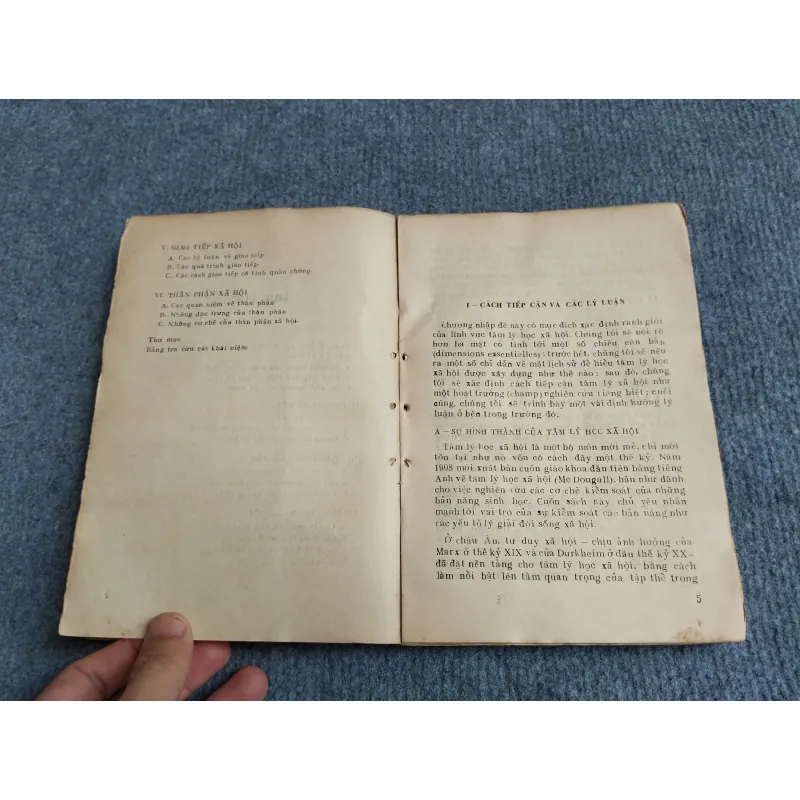 V. GIAO TIẾP XÃ HỘI
A. Các lý luận về giao tiếp
B. Các quá trình giao tiếp
C. Các cách giao tiếp có tính quần chúng.
VI. THÂN PHẬN XÃ HỘI
A. Các quan niệm về thân phận
B. Những đặc trưng của thân phận
C. Những cơ chế của thân phận xã hội.
Thư mục
Bảng tra cứu các khái niệm
I – CÁCH TIẾP CẬN VÀ CÁC LÝ LUẬN
Chương nhập đề này có mục đích xác định ranh giới
của lĩnh vực tâm lý học xã hội. Chúng tôi sẽ nói rõ
hơn ba mặt có tính tới một số chiều căn bản
(dimensions essentielles) : trước hết, chúng tôi sẽ nêu
ra một số chỉ dẫn về mặt lịch sử để hiểu tâm lý học
xã hội được xây dựng như thế nào ; sau đó, chúng
tôi sẽ xác định cách tiếp cận tâm lý xã hội như
một hoạt trường (champ) nghiên cứu riêng biệt ; cuối
cùng, chúng tôi sẽ trình bày một vài định hướng lý
luận ở bên trong trường đó.
A – SỰ HÌNH THÀNH CỦA TÂM LÝ HỌC XÃ HỘI
Tâm lý học xã hội là một bộ môn mới mẻ, chỉ mới
tồn tại như nó vốn có cách đây một thế kỷ. Năm
1908 mới xuất bản cuốn giáo khoa đầu tiên bằng tiếng
Anh về tâm lý học xã hội (Mc Dougall), hầu như dành
cho việc nghiên cứu các cơ chế kiểm soát của những
bản năng sinh học. Cuốn sách này chủ yếu nhấn
mạnh tới vai trò của sự kiểm soát các bản năng như
các yếu tố lý giải đời sống xã hội.
Ở châu Âu, tư duy xã hội – chịu ảnh hưởng của
Marx ở thế kỷ XIX và của Durkheim ở đầu thế kỷ XX–
đã đặt nền tảng cho tâm lý học xã hội, bằng cách
làm nổi bật lên tầm quan trọng của tập thể trong
5